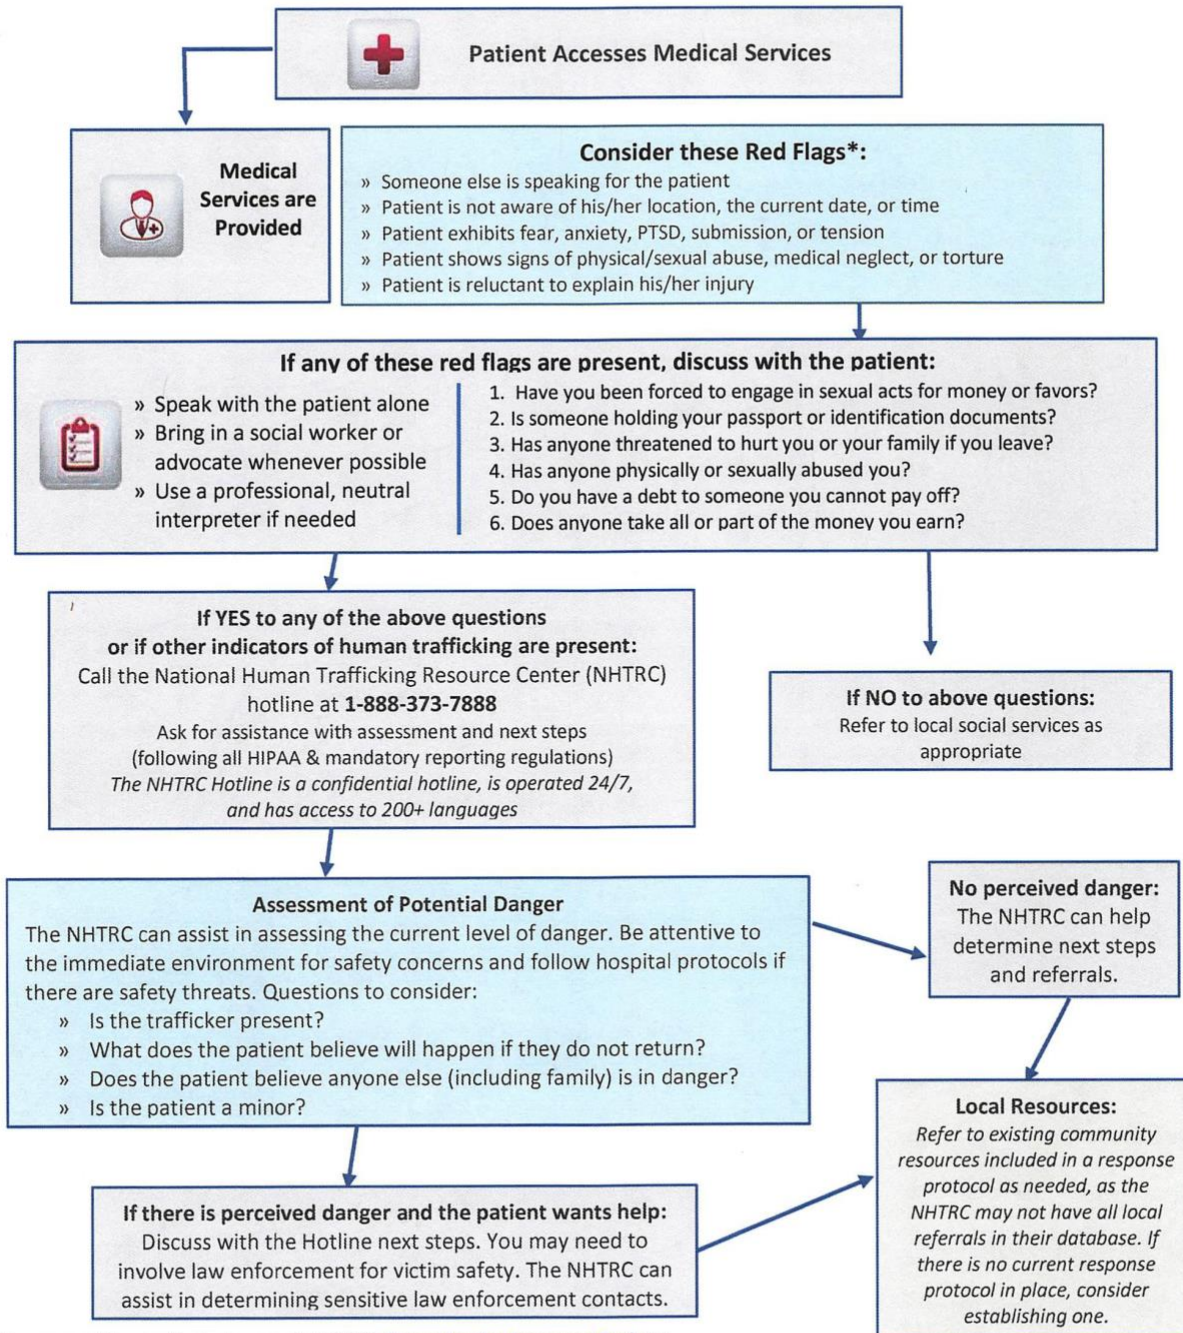 Patient Accesses Medical Services
Medical
Services are
Provided
Consider these Red Flags*:
» Someone else is speaking for the patient
» Patient is not aware of his/her location, the current date, or time
» Patient exhibits fear, anxiety, PTSD, submission, or tension
» Patient shows signs of physical/sexual abuse, medical neglect, or torture
» Patient is reluctant to explain his/her injury
If any of these red flags are present, discuss with the patient:
» Speak with the patient alone
» Bring in a social worker or
advocate whenever possible
» Use a professional, neutral
interpreter if needed
1. Have you been forced to engage in sexual acts for money or favors?
2. Is someone holding your passport or identification documents?
3. Has anyone threatened to hurt you or your family if you leave?
4. Has anyone physically or sexually abused you?
5. Do you have a debt to someone you cannot pay off?
6. Does anyone take all or part of the money you earn?
If YES to any of the above questions
or if other indicators of human trafficking are present:
Call the National Human Trafficking Resource Center (NHTRC)
hotline at 1-888-373-7888
Ask for assistance with assessment and next steps
(following all HIPAA & mandatory reporting regulations)
The NHTRC Hotline is a confidential hotline, is operated 24/7,
and has access to 200+ languages
If NO to above questions:
Refer to local social services as
appropriate
Assessment of Potential Danger
The NHTRC can assist in assessing the current level of danger. Be attentive to
the immediate environment for safety concerns and follow hospital protocols if
there are safety threats. Questions to consider:
» Is the trafficker present?
» What does the patient believe will happen if they do not return?
» Does the patient believe anyone else (including family) is in danger?
» Is the patient a minor?
No perceived danger:
The NHTRC can help
determine next steps
and referrals.
If there is perceived danger and the patient wants help:
Discuss with the Hotline next steps. You may need to
involve law enforcement for victim safety. The NHTRC can
assist in determining sensitive law enforcement contacts.
Local Resources:
Refer to existing community
resources included in a response
protocol as needed, as the
NHTRC may not have all local
referrals in their database. If
there is no current response
protocol in place, consider
establishing one.